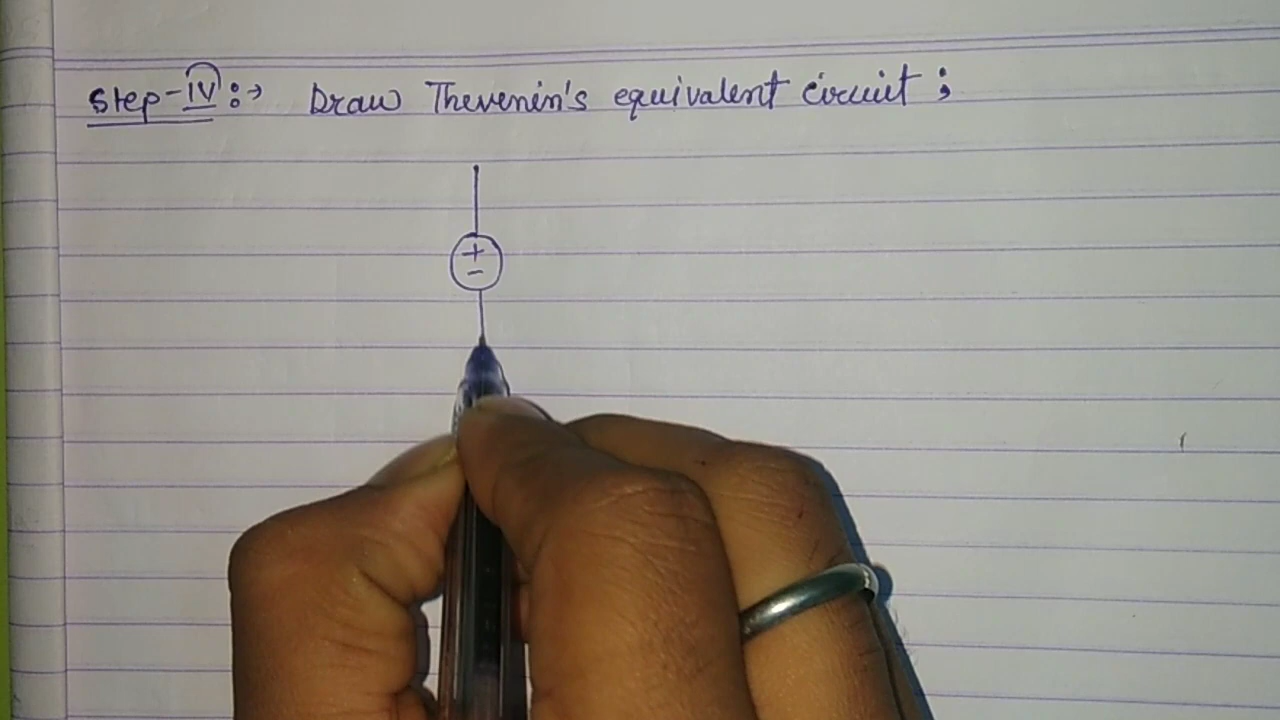 Step-IV :→ Draw Thevenin's equivalent circuit ;
+
-